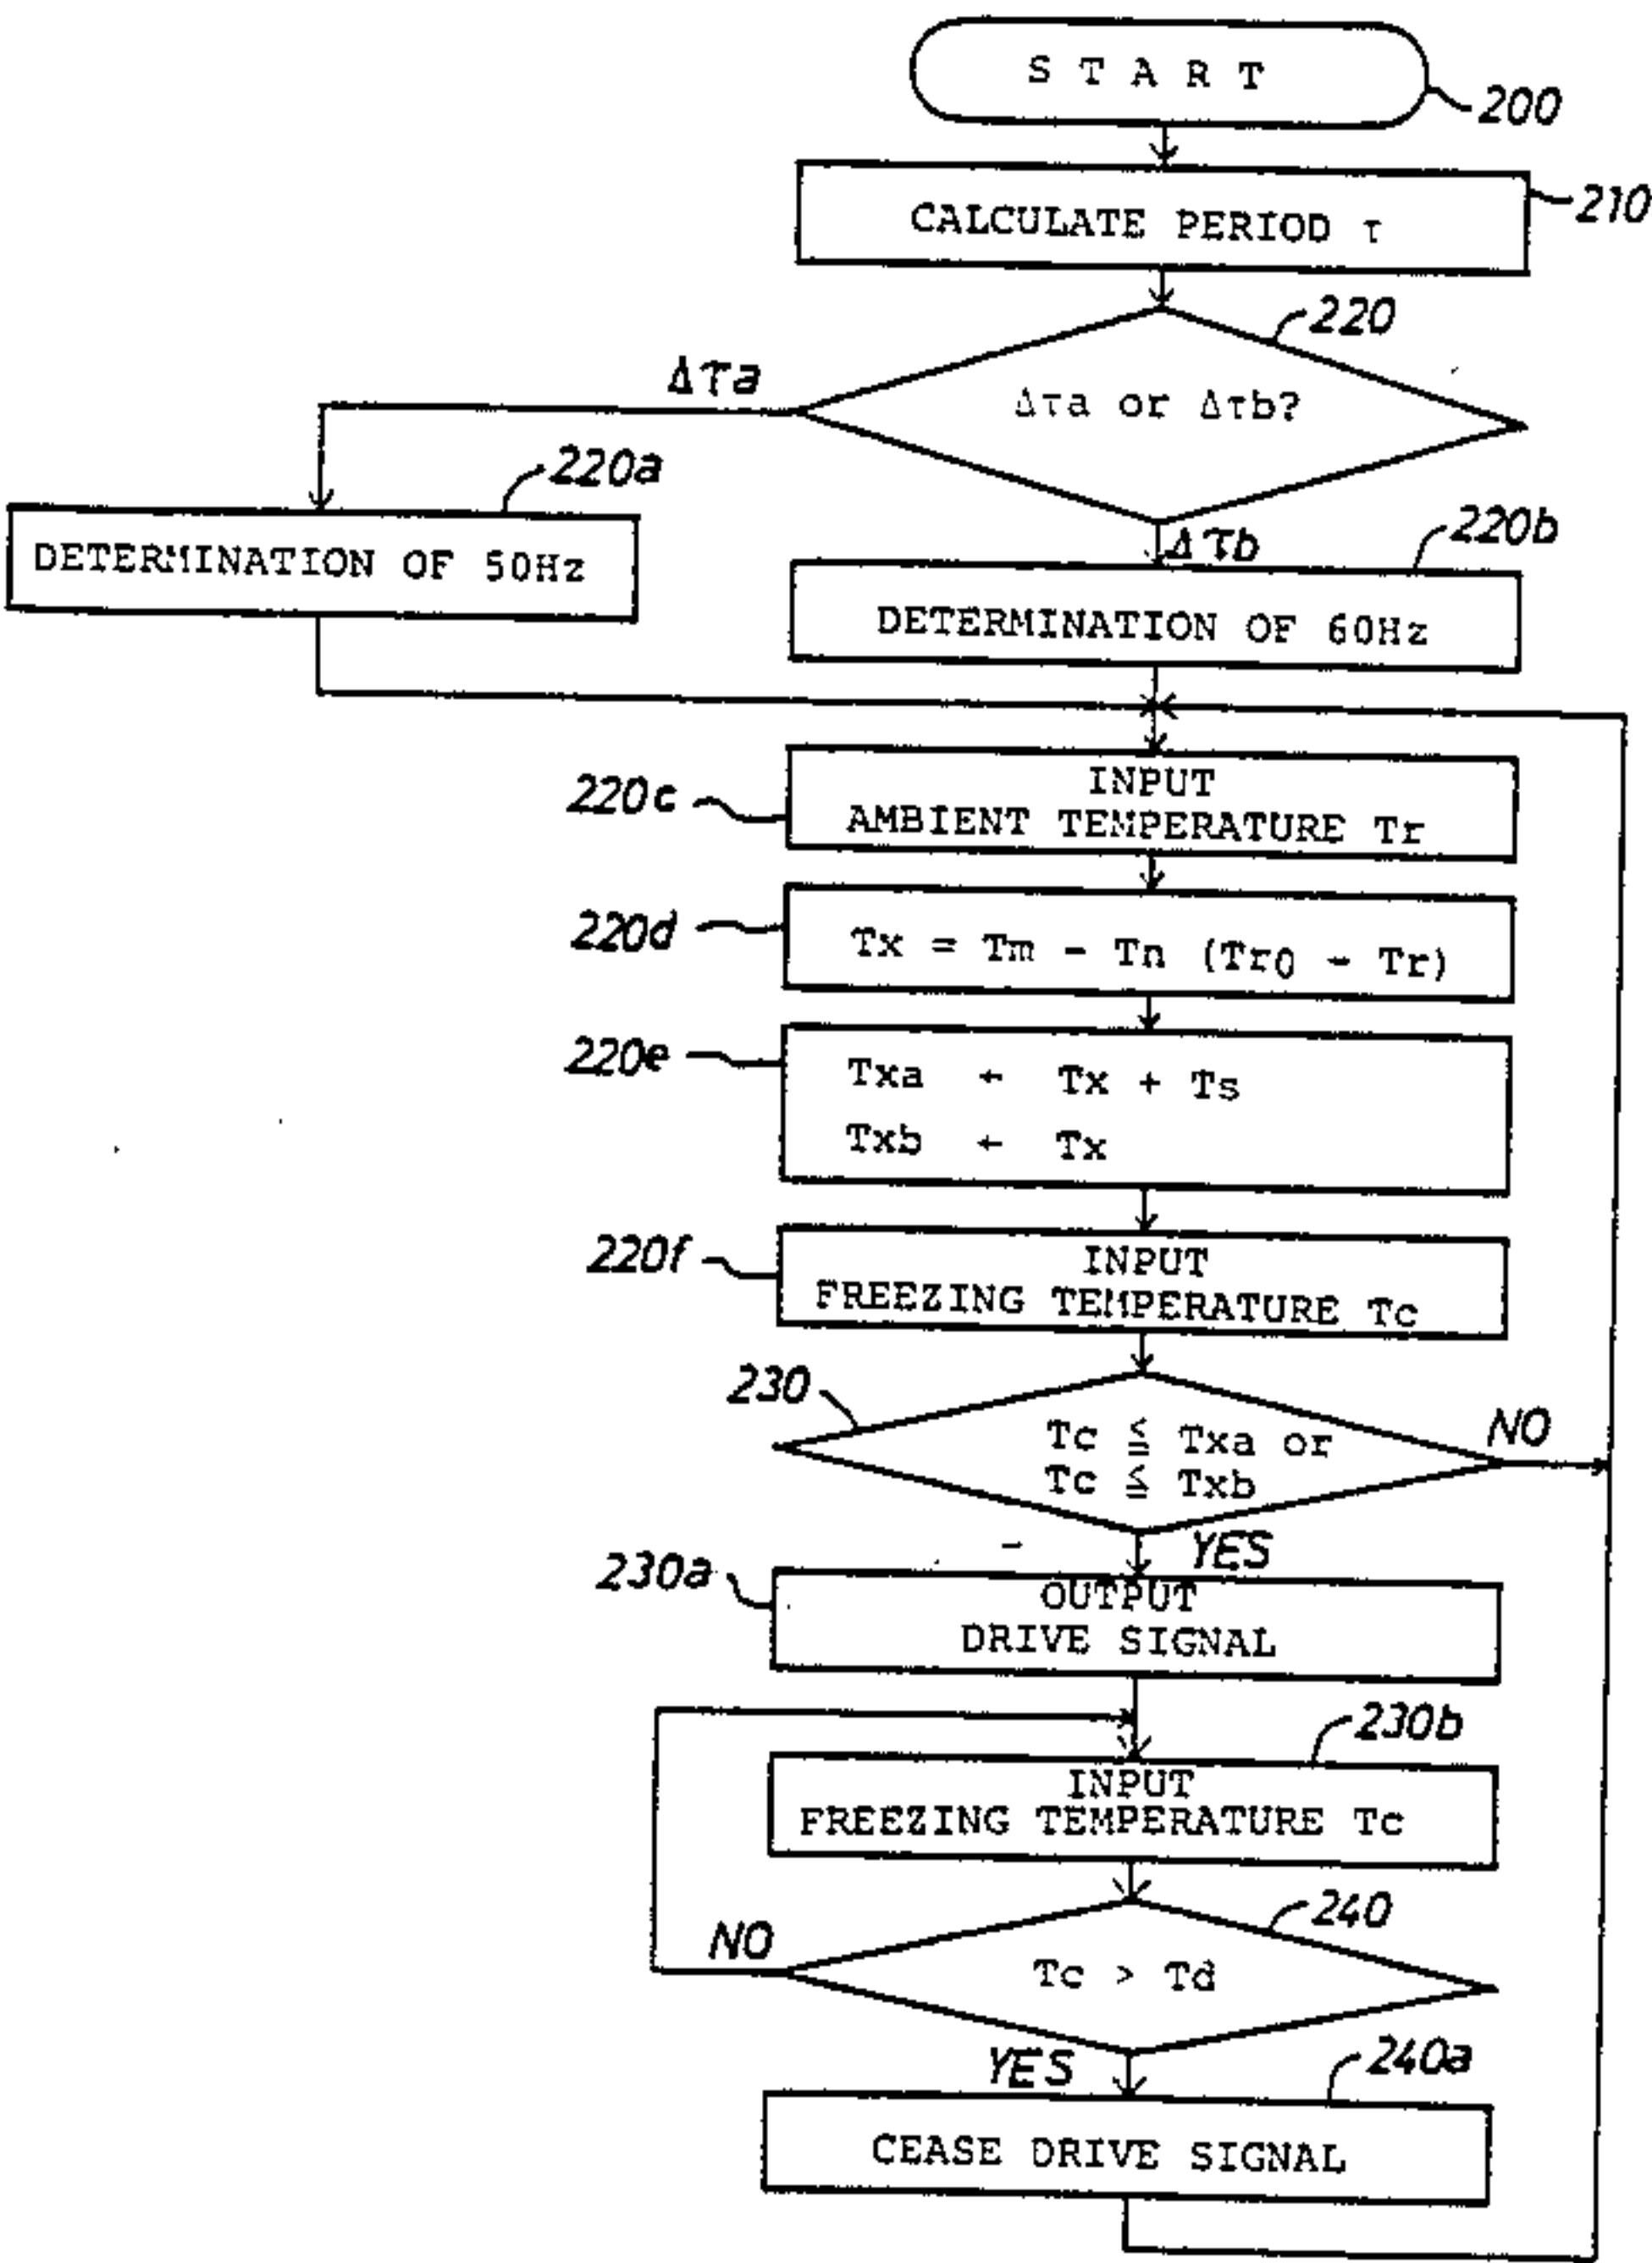 S T A R T
200
CALCULATE PERIOD τ
210
220
Δτa
Δτa or Δτb?
220a
DETERMINATION OF 50Hz
Δτb
220b
DETERMINATION OF 60Hz
220c
INPUT
AMBIENT TEMPERATURE Tr
220d
Tx = Tm - Tn (Tr0 - Tr)
220e
Txa ← Tx + Ts
Txb ← Tx
220f
INPUT
FREEZING TEMPERATURE Tc
230
Tc ≦ Txa or
Tc ≦ Txb
NO
YES
230a
OUTPUT
DRIVE SIGNAL
230b
INPUT
FREEZING TEMPERATURE Tc
240
NO
Tc > Td
YES
240a
CEASE DRIVE SIGNAL